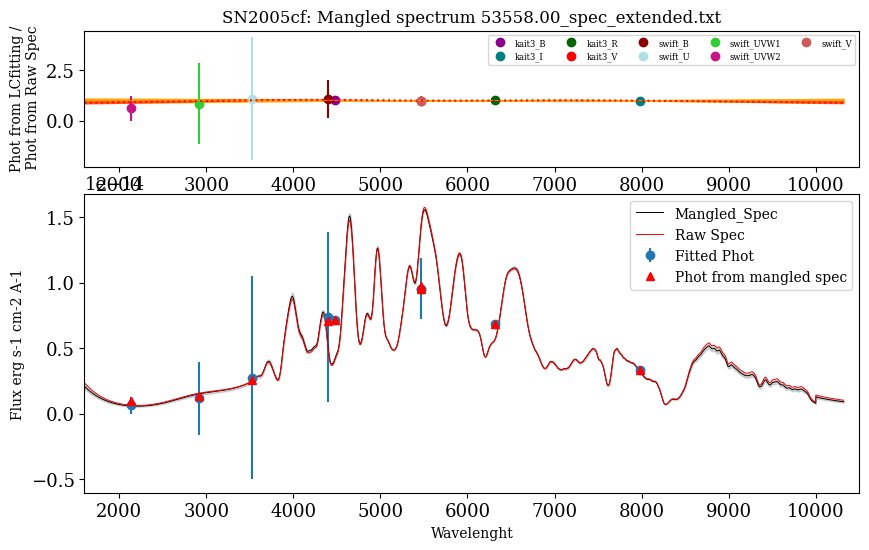 SN2005cf: Mangled spectrum 53558.00_spec_extended.txt
Phot from LCfitting /
Phot from Raw Spec
2.5
0.0
kait3_B kait3_R swift_B swift_UVW1 swift_V
kait3_I kait3_V swift_U swift_UVW2
2000 3000 4000 5000 6000 7000 8000 9000 10000
1e−14
Flux erg s-1 cm-2 A-1
1.5
1.0
0.5
0.0
−0.5
Mangled_Spec
Raw Spec
Fitted Phot
Phot from mangled spec
2000 3000 4000 5000 6000 7000 8000 9000 10000
Wavelenght